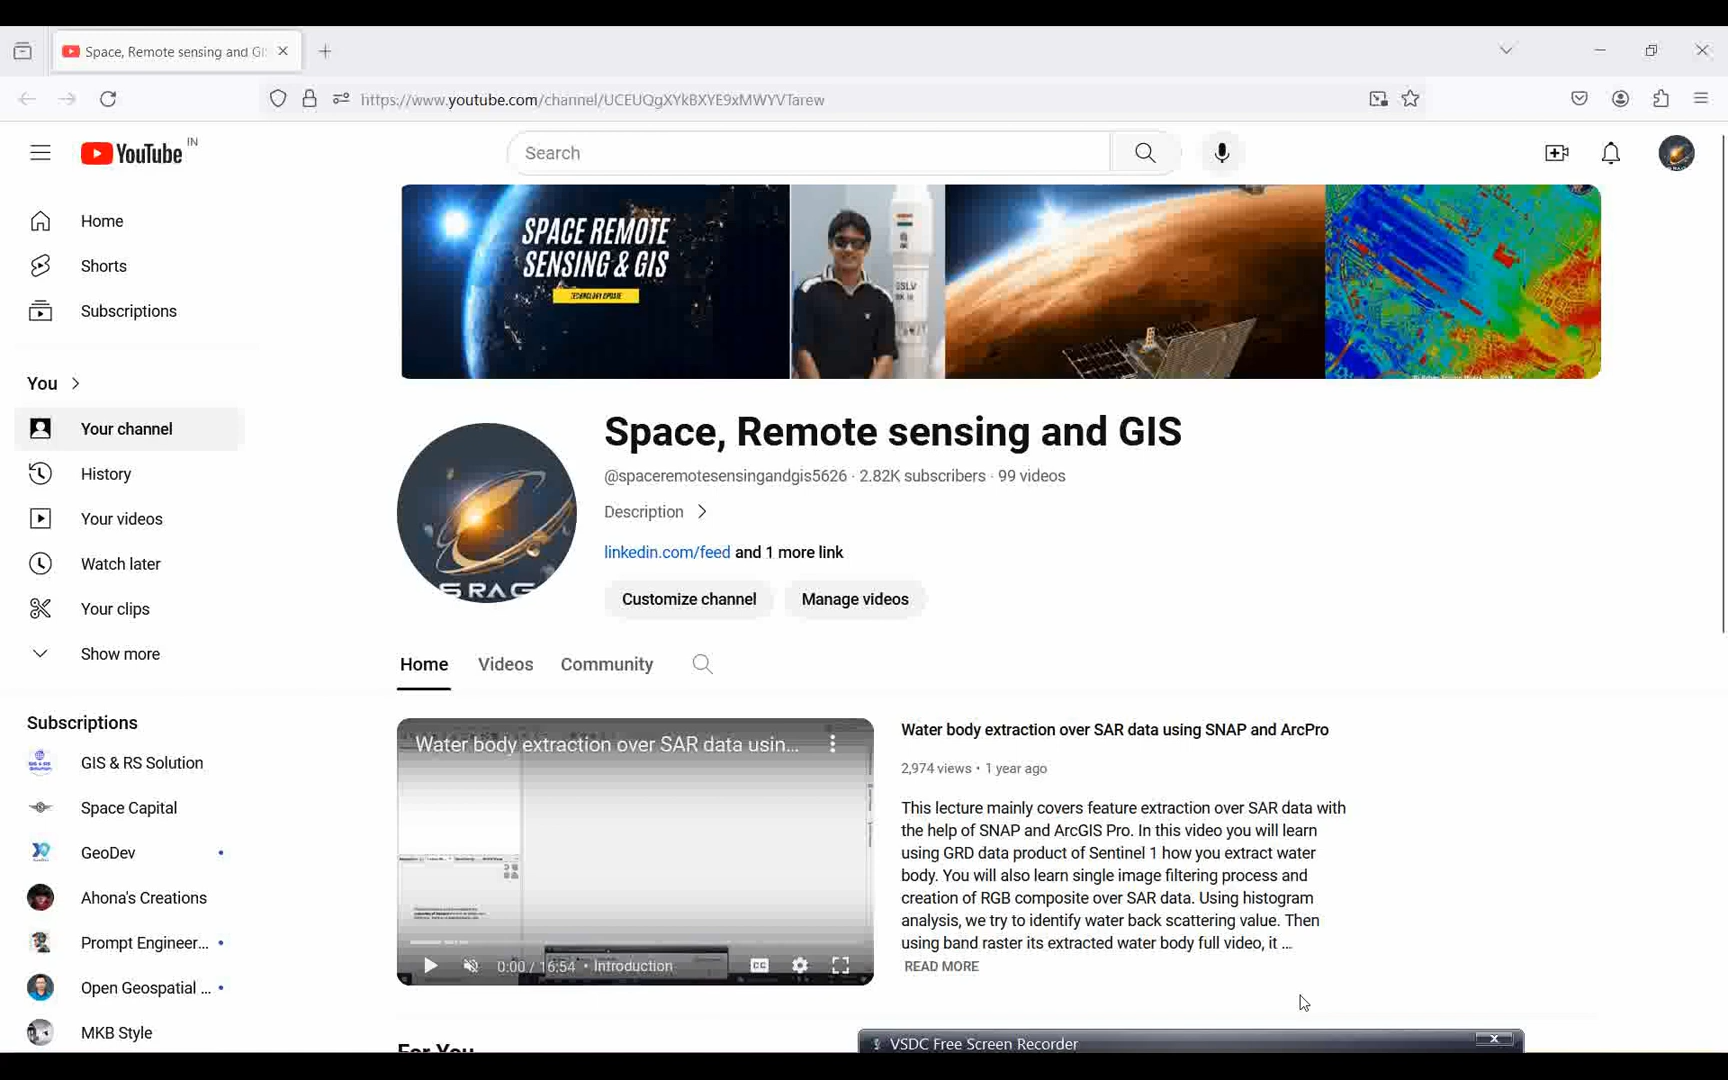 Space, Remote sensing and GI
https://www.youtube.com/channel/UCEUQgXYkBXYE9xMWYVTarew
YouTube IN
Search
Home
Shorts
Subscriptions
You
Your channel
History
Your videos
Watch later
Your clips
Show more
Subscriptions
GIS & RS Solution
Space Capital
GeoDev
Ahona's Creations
Prompt Engineer...
Open Geospatial ...
MKB Style
SPACE REMOTE
SENSING & GIS
TECHNOLOGY UPDATE
GSLV
SRAG
Space, Remote sensing and GIS
@spaceremotesensingandgis5626 · 2.82K subscribers · 99 videos
Description
linkedin.com/feed and 1 more link
Customize channel
Manage videos
Home
Videos
Community
Water body extraction over SAR data usin...
0:00 / 16:54 • Introduction
CC
Water body extraction over SAR data using SNAP and ArcPro
2,974 views • 1 year ago
This lecture mainly covers feature extraction over SAR data with
the help of SNAP and ArcGIS Pro. In this video you will learn
using GRD data product of Sentinel 1 how you extract water
body. You will also learn single image filtering process and
creation of RGB composite over SAR data. Using histogram
analysis, we try to identify water back scattering value. Then
using band raster its extracted water body full video, it ...
READ MORE
For You
VSDC Free Screen Recorder